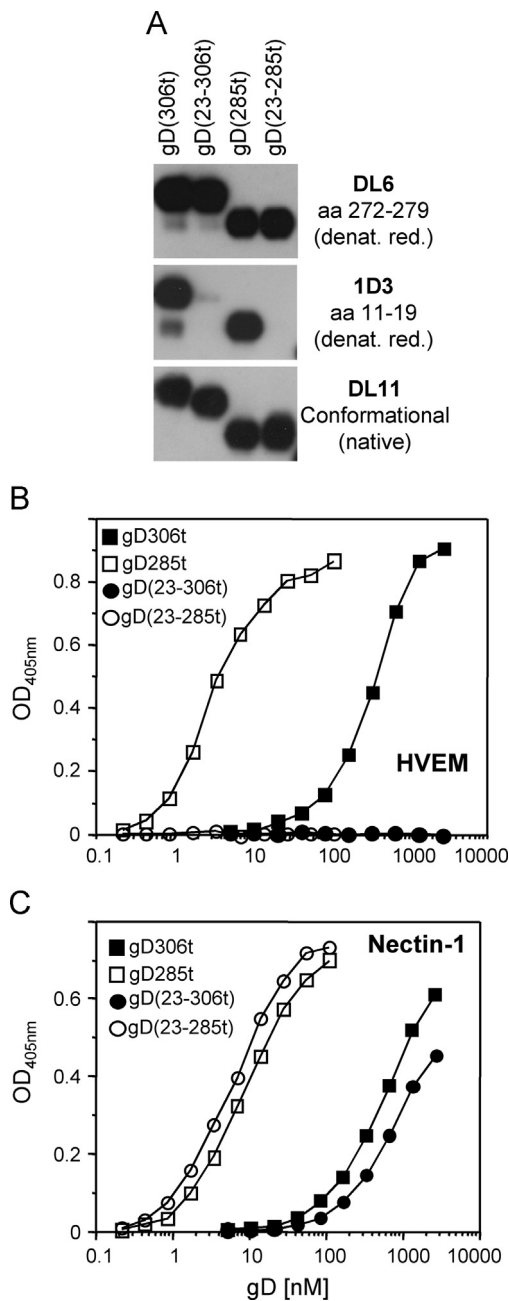 A
gD(306t)
gD(23-306t)
gD(285t)
gD(23-285t)
DL6
aa 272-279
(denat. red.)
1D3
aa 11-19
(denat. red.)
DL11
Conformational
(native)
B
gD306t
gD285t
gD(23-306t)
gD(23-285t)
0.8
0.6
0.4
0.2
0
OD405nm
HVEM
0.1
1
10
100
1000
10000
C
Nectin-1
gD306t
gD285t
gD(23-306t)
gD(23-285t)
0.6
0.4
0.2
0
OD405nm
0.1
1
10
100
1000
10000
gD [nM]